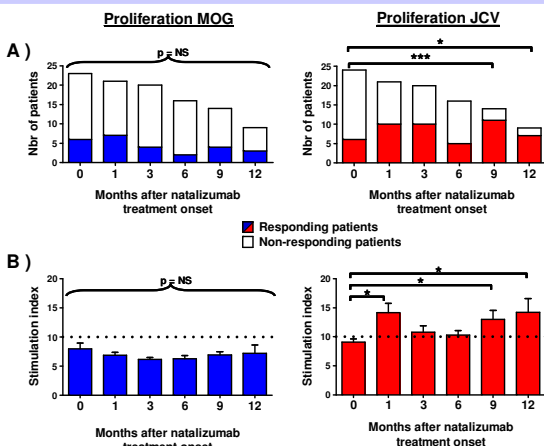 Proliferation MOG
Proliferation JCV
A )
p = NS
Nbr of patients
25
20
15
10
5
0
0 1 3 6 9 12
Months after natalizumab
treatment onset
*
***
Nbr of patients
25
20
15
10
5
0
0 1 3 6 9 12
Months after natalizumab
treatment onset
Responding patients
Non-responding patients
B )
p = NS
Stimulation index
20
15
10
5
0
0 1 3 6 9 12
Months after natalizumab
treatment onset
*
*
*
Stimulation index
20
15
10
5
0
0 1 3 6 9 12
Months after natalizumab
treatment onset